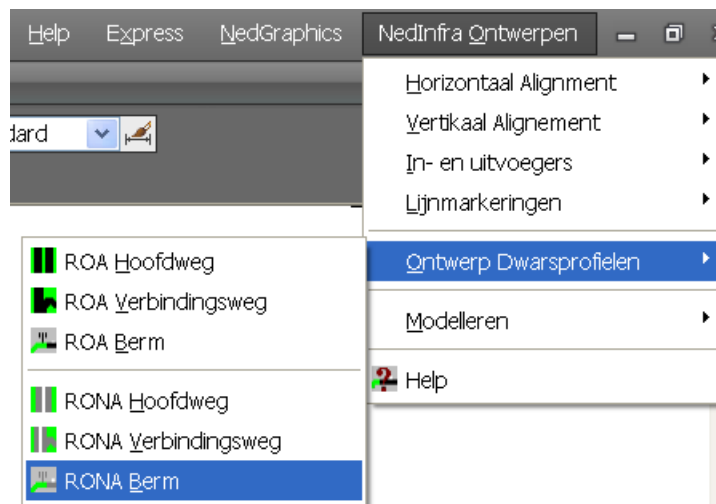 Help Express NedGraphics NedInfra Ontwerpen
Horizontaal Alignment
Vertikaal Alignement
In- en uitvoegers
Lijnmarkeringen
Ontwerp Dwarsprofielen
Modelleren
Help
dard
ROA Hoofdweg
ROA Verbindingsweg
ROA Berm
RONA Hoofdweg
RONA Verbindingsweg
RONA Berm